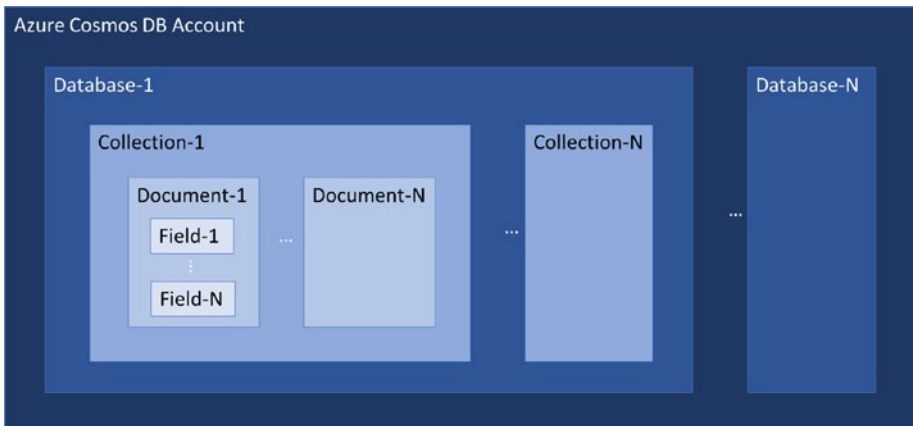 Azure Cosmos DB Account
Database-1
Database-N
Collection-1
Collection-N
Document-1
Document-N
Field-1
...
...
...
⋮
Field-N